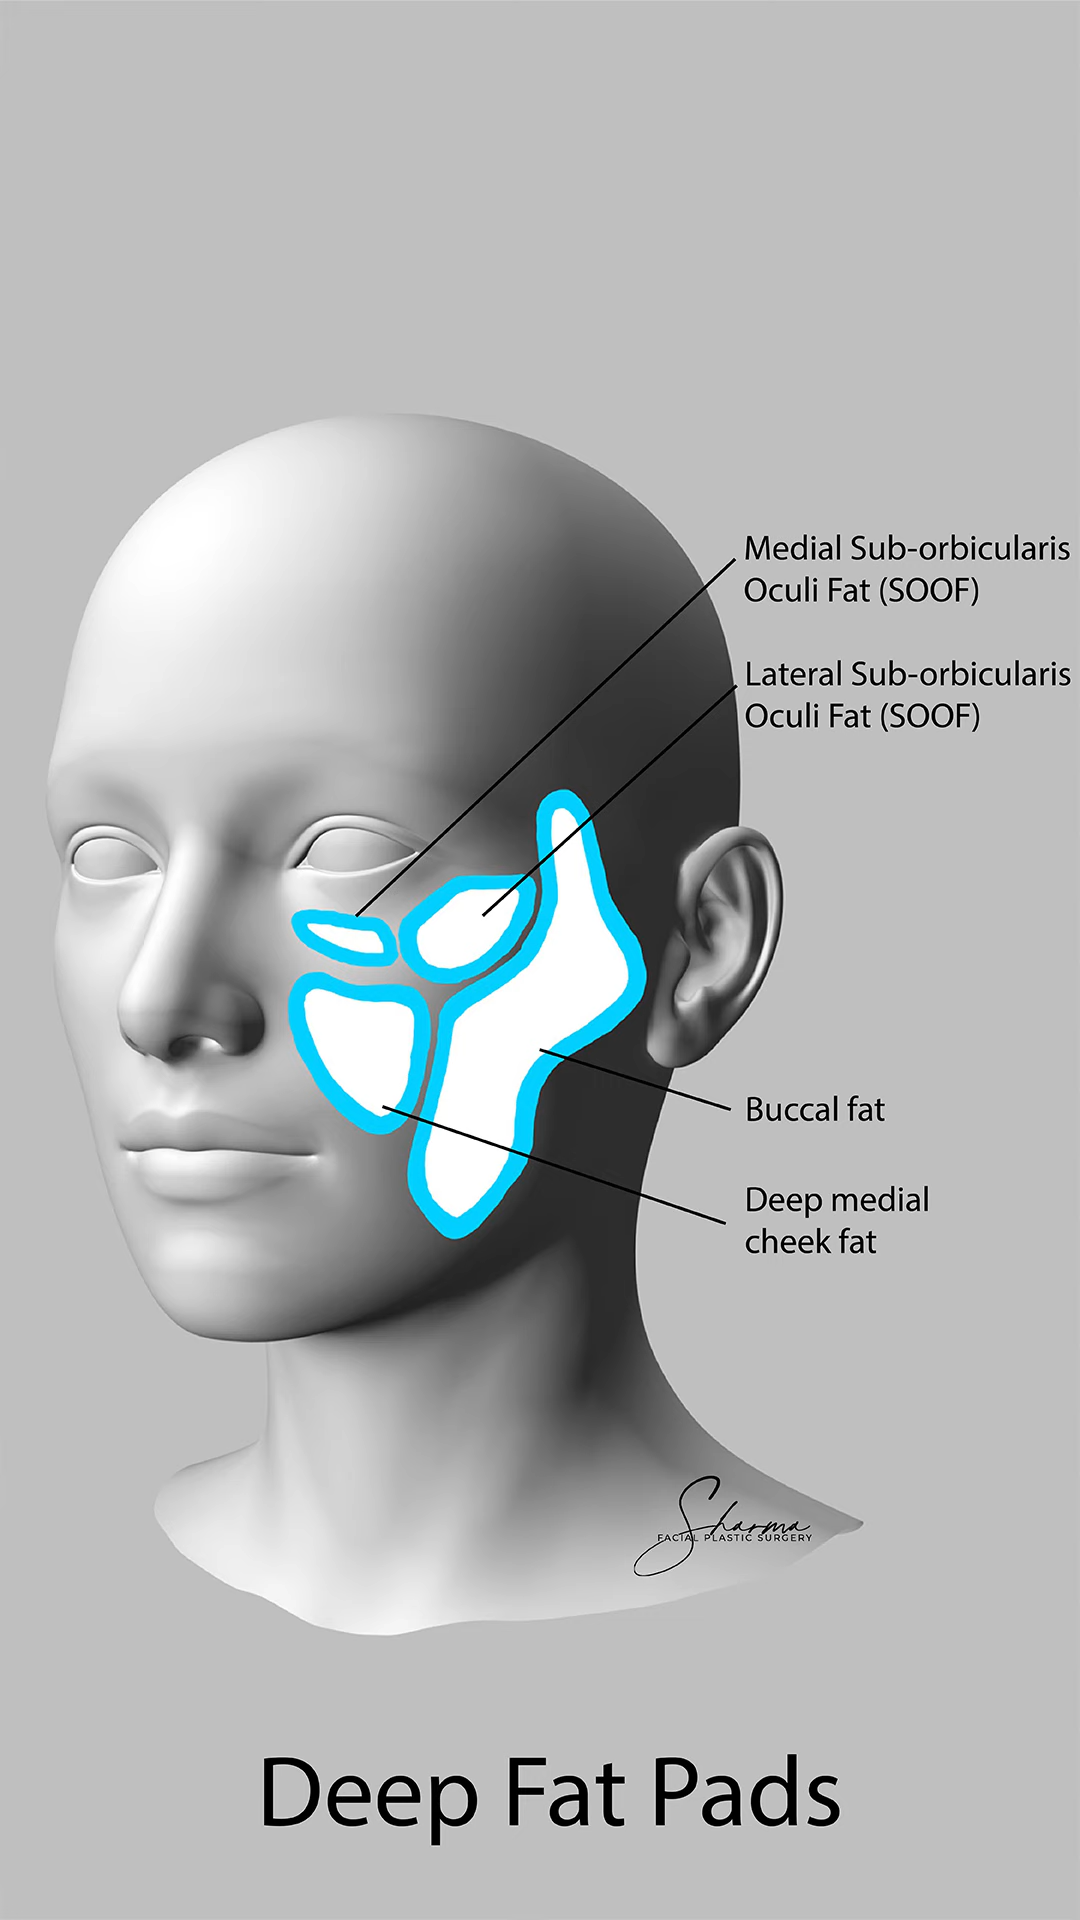 Medial Sub-orbicularis
Oculi Fat (SOOF)
Lateral Sub-orbicularis
Oculi Fat (SOOF)
Buccal fat
Deep medial
cheek fat
Sharma
FACIAL PLASTIC SURGERY
Deep Fat Pads